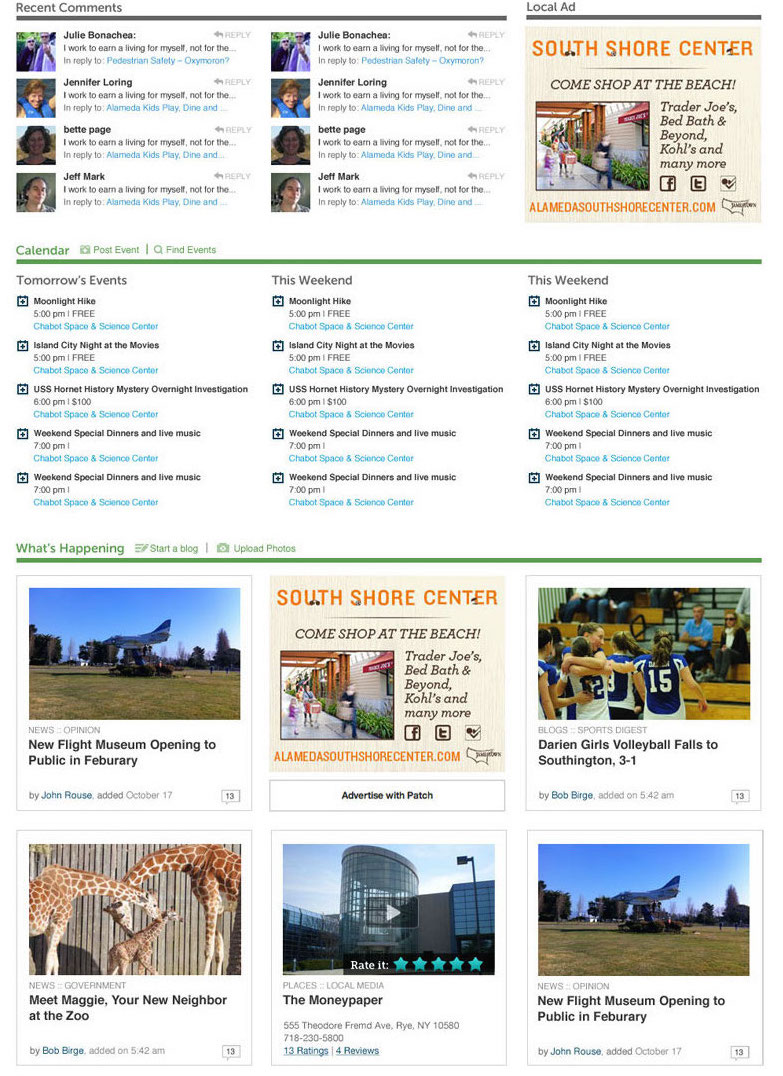 Recent Comments
Julie Bonachea:
REPLY
I work to earn a living for myself, not for the...
In reply to: Pedestrian Safety – Oxymoron?
Jennifer Loring
REPLY
I work to earn a living for myself, not for the...
In reply to: Alameda Kids Play, Dine and ...
bette page
REPLY
I work to earn a living for myself, not for the...
In reply to: Alameda Kids Play, Dine and...
Jeff Mark
REPLY
I work to earn a living for myself, not for the...
In reply to: Alameda Kids Play, Dine and ...
Julie Bonachea:
REPLY
I work to earn a living for myself, not for the...
In reply to: Pedestrian Safety – Oxymoron?
Jennifer Loring
REPLY
I work to earn a living for myself, not for the...
In reply to: Alameda Kids Play, Dine and ...
bette page
REPLY
I work to earn a living for myself, not for the...
In reply to: Alameda Kids Play, Dine and...
Jeff Mark
REPLY
I work to earn a living for myself, not for the...
In reply to: Alameda Kids Play, Dine and ...
Local Ad
SOUTH SHORE CENTER
COME SHOP AT THE BEACH!
TRADER JOE'S
Trader Joe's,
Bed Bath &
Beyond,
Kohl's and
many more
ALAMEDASOUTHSHORECENTER.COM
JAMESTOWN
Calendar
Post Event | Find Events
Tomorrow's Events
Moonlight Hike
5:00 pm | FREE
Chabot Space & Science Center
Island City Night at the Movies
5:00 pm | FREE
Chabot Space & Science Center
USS Hornet History Mystery Overnight Investigation
6:00 pm | $100
Chabot Space & Science Center
Weekend Special Dinners and live music
7:00 pm |
Chabot Space & Science Center
Weekend Special Dinners and live music
7:00 pm |
Chabot Space & Science Center
This Weekend
Moonlight Hike
5:00 pm | FREE
Chabot Space & Science Center
Island City Night at the Movies
5:00 pm | FREE
Chabot Space & Science Center
USS Hornet History Mystery Overnight Investigation
6:00 pm | $100
Chabot Space & Science Center
Weekend Special Dinners and live music
7:00 pm |
Chabot Space & Science Center
Weekend Special Dinners and live music
7:00 pm |
Chabot Space & Science Center
This Weekend
Moonlight Hike
5:00 pm | FREE
Chabot Space & Science Center
Island City Night at the Movies
5:00 pm | FREE
Chabot Space & Science Center
USS Hornet History Mystery Overnight Investigation
6:00 pm | $100
Chabot Space & Science Center
Weekend Special Dinners and live music
7:00 pm |
Chabot Space & Science Center
Weekend Special Dinners and live music
7:00 pm |
Chabot Space & Science Center
What's Happening
Start a blog | Upload Photos
NEWS :: OPINION
New Flight Museum Opening to
Public in Feburary
by John Rouse, added October 17
13
SOUTH SHORE CENTER
COME SHOP AT THE BEACH!
TRADER JOE'S
Trader Joe's,
Bed Bath &
Beyond,
Kohl's and
many more
ALAMEDASOUTHSHORECENTER.COM
JAMESTOWN
Advertise with Patch
15
BLOGS :: SPORTS DIGEST
Darien Girls Volleyball Falls to
Southington, 3-1
by Bob Birge, added on 5:42 am
13
NEWS :: GOVERNMENT
Meet Maggie, Your New Neighbor
at the Zoo
by Bob Birge, added on 5:42 am
13
Rate it:
PLACES :: LOCAL MEDIA
The Moneypaper
555 Theodore Fremd Ave, Rye, NY 10580
718-230-5800
13 Ratings | 4 Reviews
NEWS :: OPINION
New Flight Museum Opening to
Public in Feburary
by John Rouse, added October 17
13